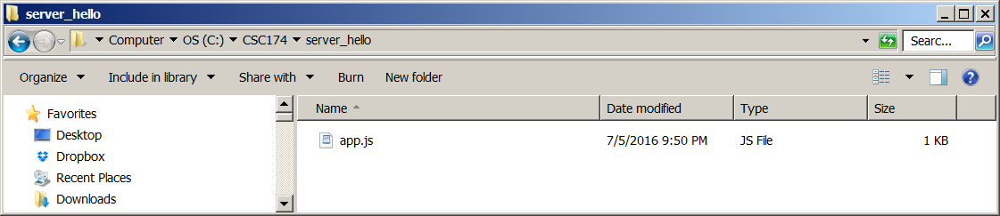 server_hello
Computer OS (C:) CSC174 server_hello Searc...
Organize Include in library Share with Burn New folder
Favorites
Desktop
Dropbox
Recent Places
Downloads
Name Date modified Type Size
app.js 7/5/2016 9:50 PM JS File 1 KB